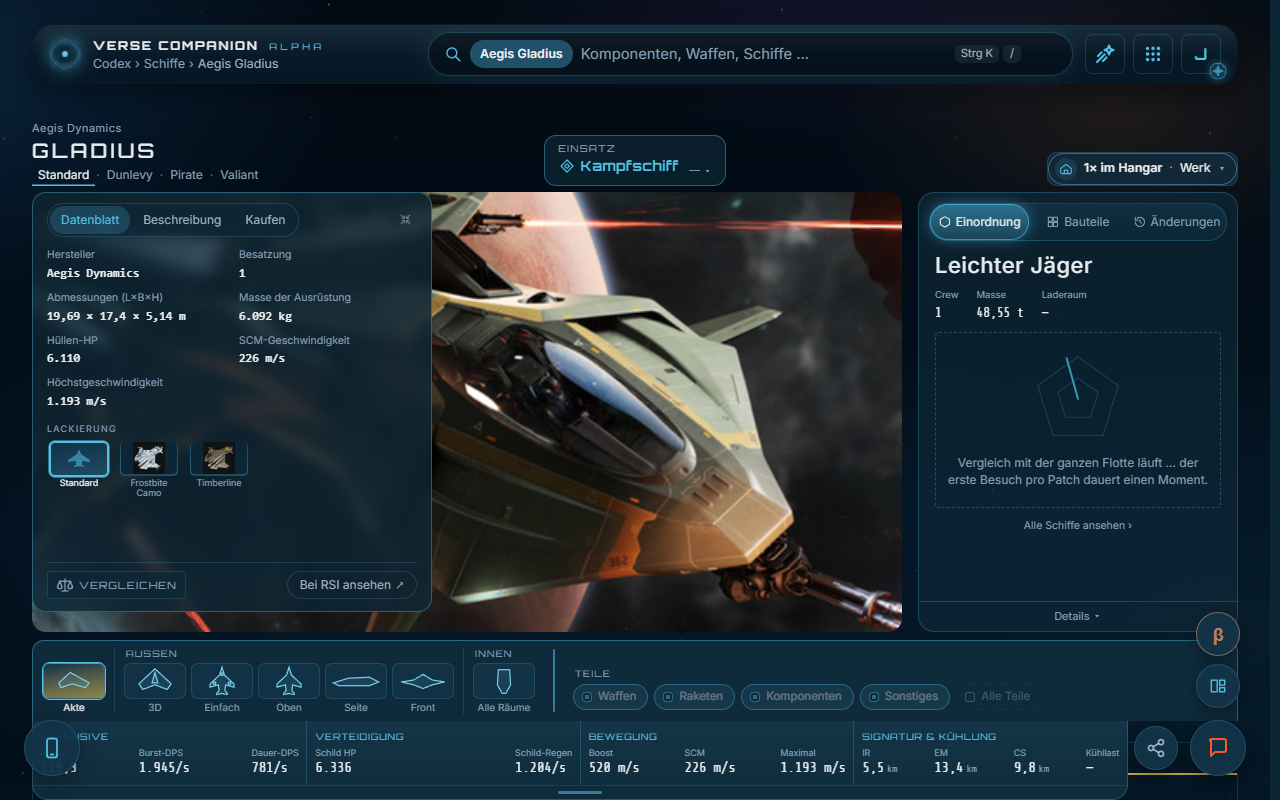 VERSE COMPANION ALPHA
Codex › Schiffe › Aegis Gladius
Aegis Gladius Komponenten, Waffen, Schiffe ... Strg K /
Aegis Dynamics
GLADIUS
Standard · Dunlevy · Pirate · Valiant
EINSATZ
Kampfschiff
1× im Hangar · Werk
Datenblatt Beschreibung Kaufen
Hersteller Besatzung
Aegis Dynamics 1
Abmessungen (L×B×H) Masse der Ausrüstung
19,69 × 17,4 × 5,14 m 6.092 kg
Hüllen-HP SCM-Geschwindigkeit
6.110 226 m/s
Höchstgeschwindigkeit
1.193 m/s
LACKIERUNG
Standard Frostbite Camo Timberline
VERGLEICHEN Bei RSI ansehen ↗
362
Einordnung Bauteile Änderungen
Leichter Jäger
Crew Masse Laderaum
1 48,55 t —
Vergleich mit der ganzen Flotte läuft ... der
erste Besuch pro Patch dauert einen Moment.
Alle Schiffe ansehen ›
Details
β
AUSSEN INNEN
Akte 3D Einfach Oben Seite Front Alle Räume
TEILE
Waffen Raketen Komponenten Sonstiges Alle Teile
VERTEIDIGUNG BEWEGUNG SIGNATUR & KÜHLUNG
Burst-DPS Dauer-DPS Schild HP Schild-Regen Boost SCM Maximal IR EM CS Kühllast
1.945/s 781/s 6.336 1.204/s 520 m/s 226 m/s 1.193 m/s 5,5 km 13,4 km 9,8 km —